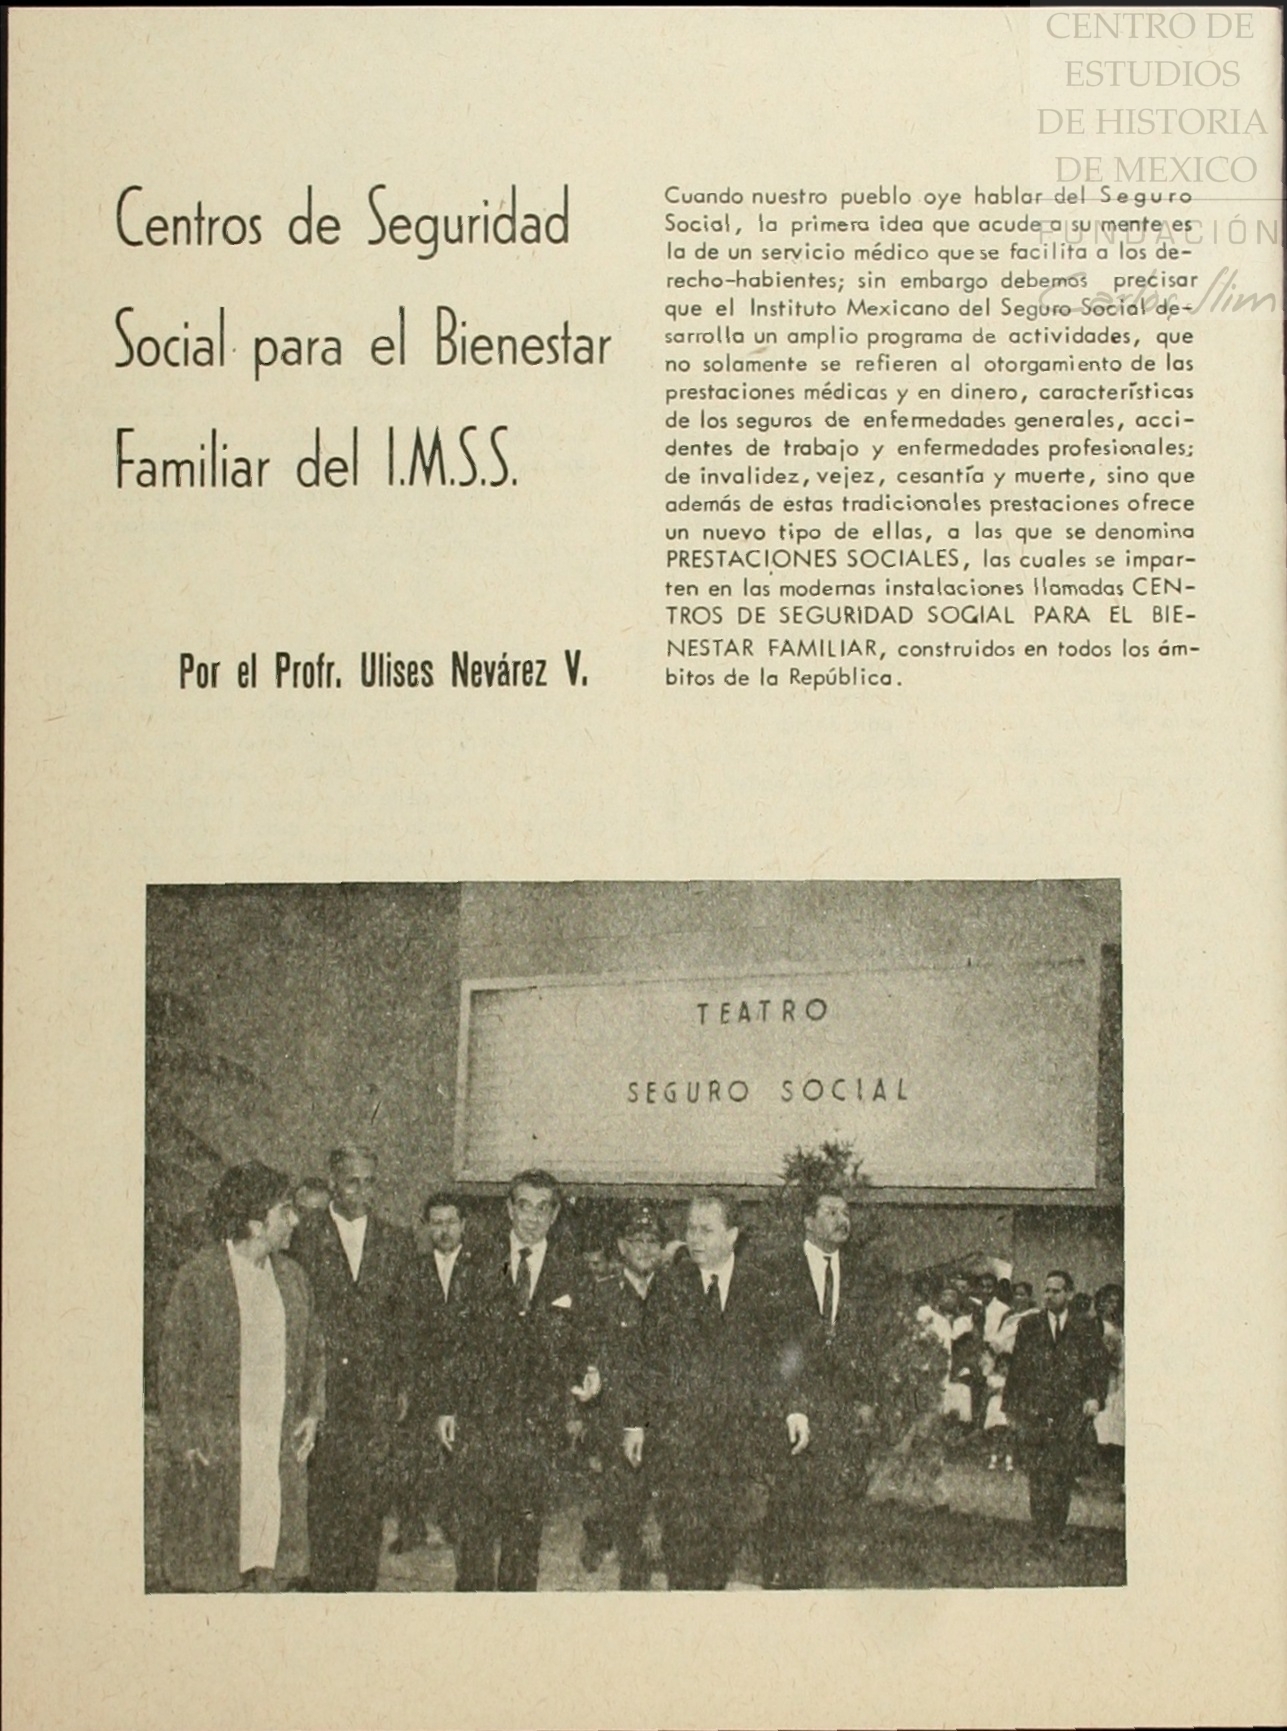 CENTRO DE
ESTUDIOS
DE HISTORIA
DE MEXICO
FUNDACIÓN
Carlos Slim
Centros de Seguridad
Social para el Bienestar
Familiar del I.M.S.S.
Por el Profr. Ulises Nevárez V.
Cuando nuestro pueblo oye hablar del Seguro
Social, la primera idea que acude a su mente es
la de un servicio médico que se facilita a los de-
recho-habientes; sin embargo debemos precisar
que el Instituto Mexicano del Seguro Social de-
sarrolla un amplio programa de actividades, que
no solamente se refieren al otorgamiento de las
prestaciones médicas y en dinero, características
de los seguros de enfermedades generales, acci-
dentes de trabajo y enfermedades profesionales;
de invalidez, vejez, cesantía y muerte, sino que
además de estas tradicionales prestaciones ofrece
un nuevo tipo de ellas, a las que se denomina
PRESTACIONES SOCIALES, las cuales se impar-
ten en las modernas instalaciones llamadas CEN-
TROS DE SEGURIDAD SOCIAL PARA EL BIE-
NESTAR FAMILIAR, construidos en todos los ám-
bitos de la República.
TEATRO
SEGURO SOCIAL